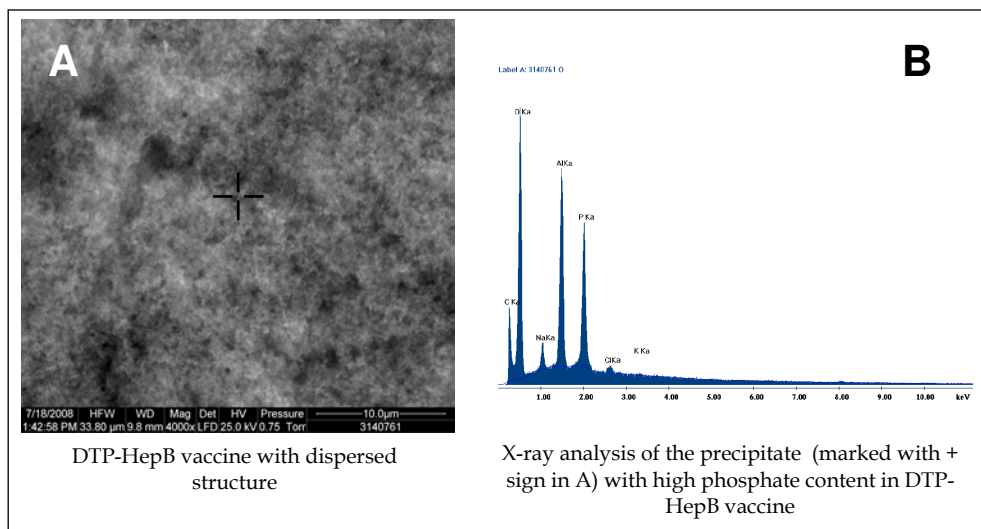 A
7/18/2008 HFW WD Mag Det HV Pressure 10.0µm
1:42:58 PM 33.80 µm 9.8 mm 4000x LFD 25.0 kV 0.75 Torr 3140761
DTP-HepB vaccine with dispersed
structure
B
Label A: 3140761 O
O Ka
AlKa
P Ka
C Ka
NaKa
ClKa
K Ka
1.00 2.00 3.00 4.00 5.00 6.00 7.00 8.00 9.00 10.00 keV
X-ray analysis of the precipitate (marked with +
sign in A) with high phosphate content in DTP-
HepB vaccine